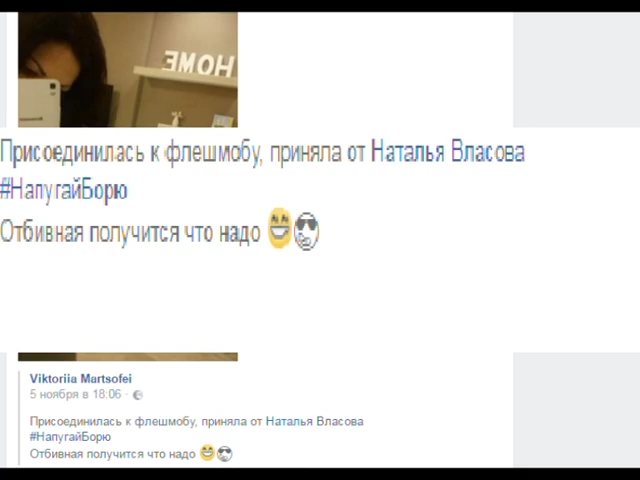 HOME
Присоединилась к флешмобу, приняла от Наталья Власова
#НапугайБорю
Отбивная получится что надо 😄😎
Viktoriia Martsofei
5 ноября в 18:06 ·
Присоединилась к флешмобу, приняла от Наталья Власова
#НапугайБорю
Отбивная получится что надо 😄😎